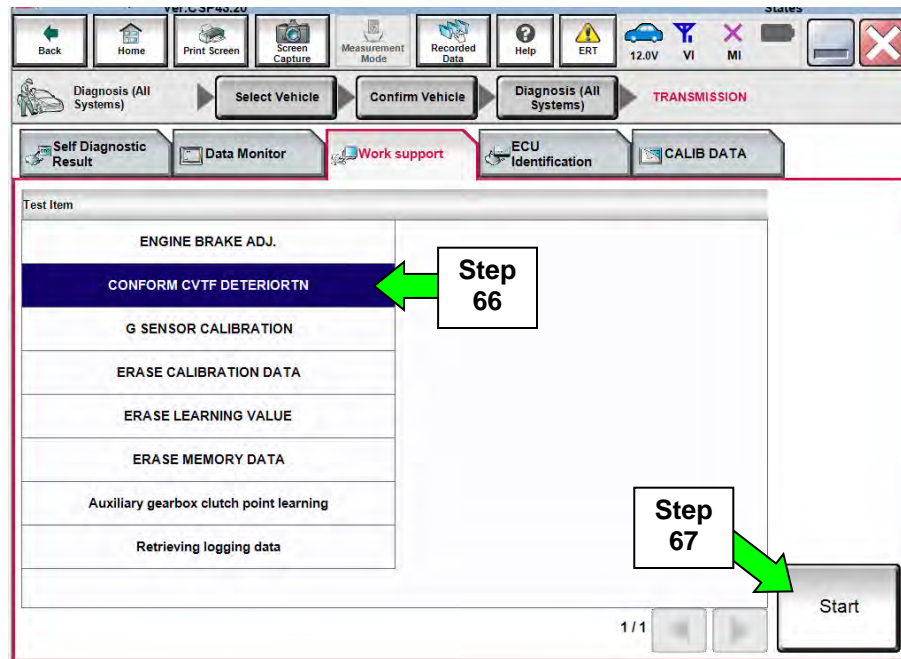 Ver.CSP43.20
States
Back
Home
Print Screen
Screen
Capture
Measurement
Mode
Recorded
Data
Help
ERT
12.0V
VI
MI
Diagnosis (All
Systems)
Select Vehicle
Confirm Vehicle
Diagnosis (All
Systems)
TRANSMISSION
Self Diagnostic
Result
Data Monitor
Work support
ECU
Identification
CALIB DATA
Test Item
ENGINE BRAKE ADJ.
CONFORM CVTF DETERIORTN
Step
66
G SENSOR CALIBRATION
ERASE CALIBRATION DATA
ERASE LEARNING VALUE
ERASE MEMORY DATA
Auxiliary gearbox clutch point learning
Retrieving logging data
Step
67
Start
1/1